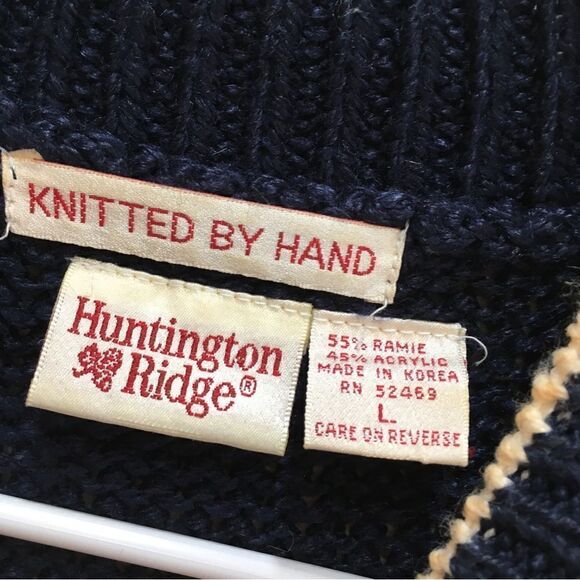 KNITTED BY HAND
Huntington
Ridge®
55% RAMIE
45% ACRYLIC
MADE IN KOREA
RN 52469
L
CARE ON REVERSE